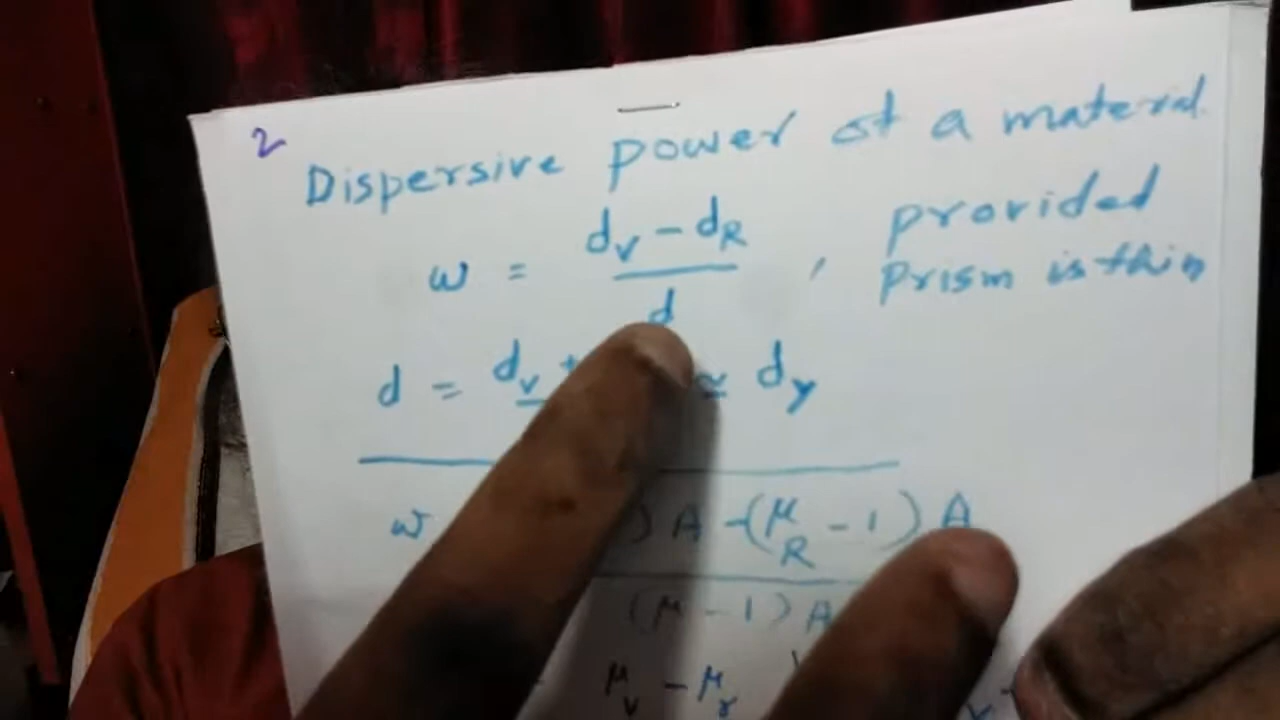 2
Dispersive power of a material
ω = (d_V - d_R) / d , provided
Prism is thin
d = d_v + ≃ d_y
ω ) A -(μ_R - 1) A
(μ - 1) A
μ_v - μ_r